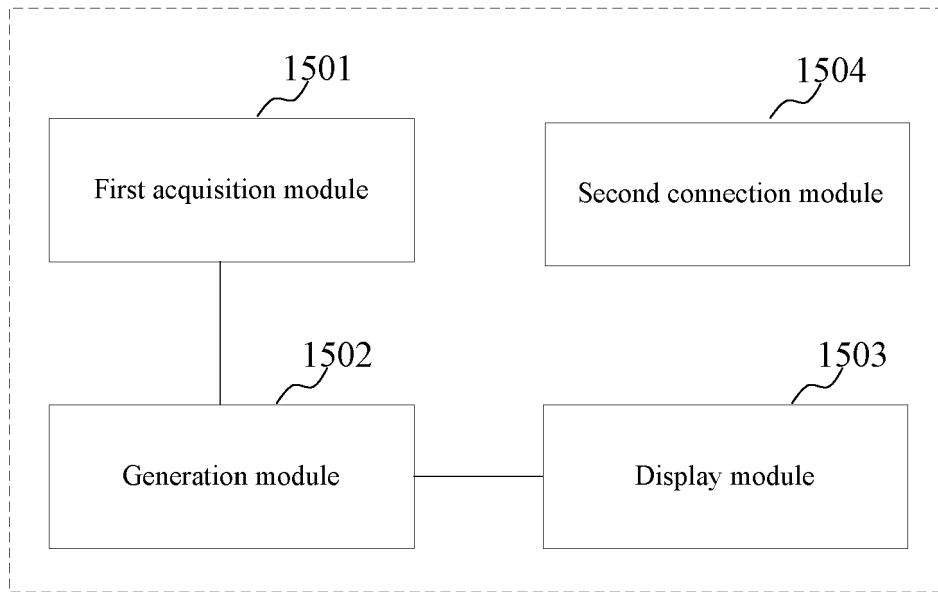 1501
First acquisition module
1504
Second connection module
1502
Generation module
1503
Display module